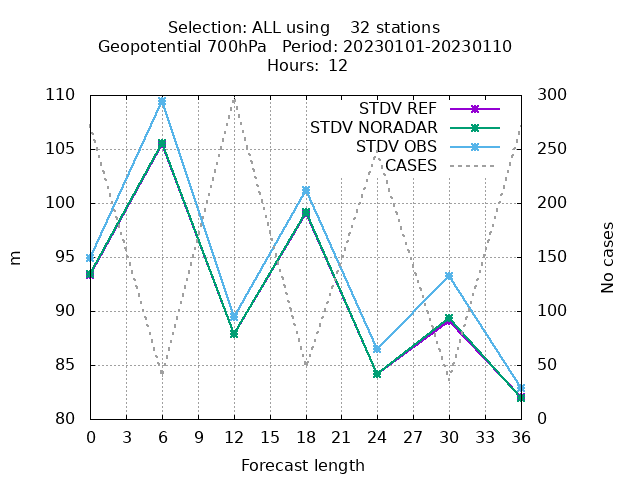 Selection: ALL using    32 stations
Geopotential 700hPa   Period: 20230101-20230110
Hours: 12
110 300
STDV REF
STDV NORADAR
105 250
STDV OBS
CASES
100 200
95 150
m
No cases
90 100
85 50
80 0
0 3 6 9 12 15 18 21 24 27 30 33 36
Forecast length